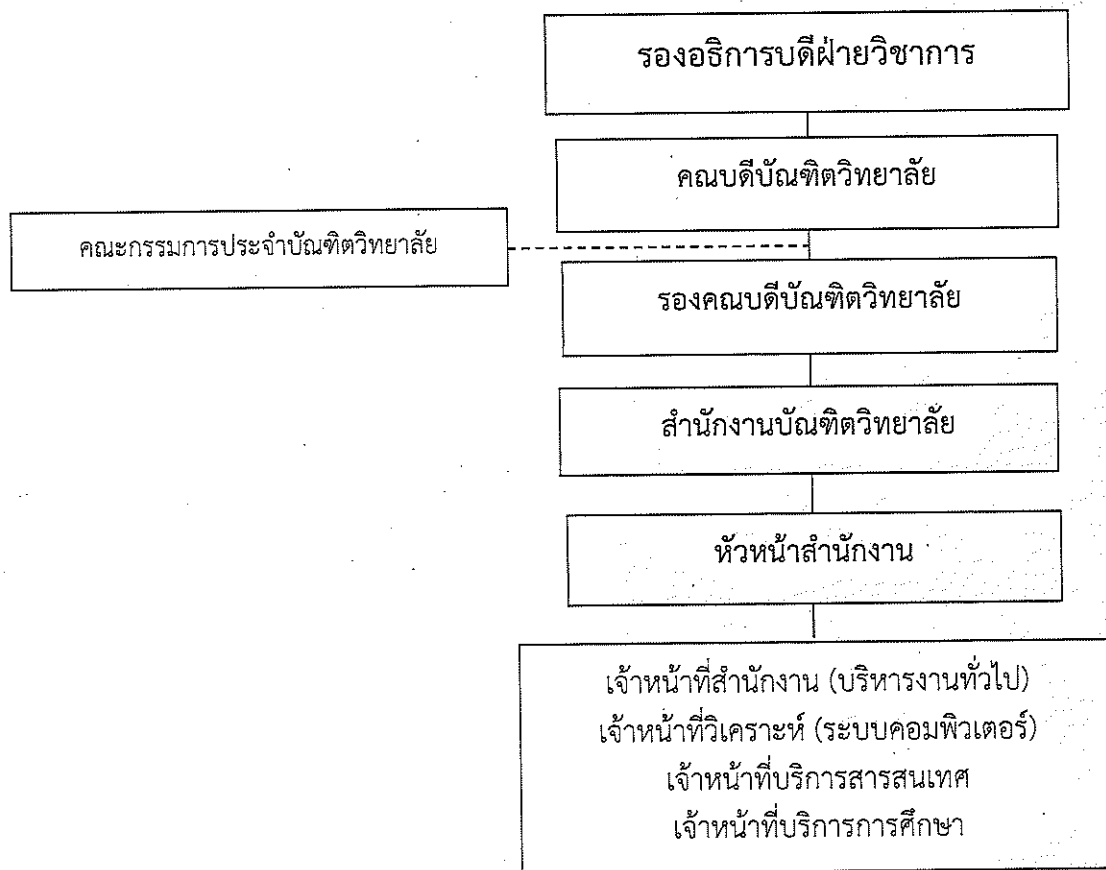 รองอธิการบดีฝ่ายวิชาการ
คณบดีบัณฑิตวิทยาลัย
คณะกรรมการประจำบัณฑิตวิทยาลัย
รองคณบดีบัณฑิตวิทยาลัย
สำนักงานบัณฑิตวิทยาลัย
หัวหน้าสำนักงาน
เจ้าหน้าที่สำนักงาน (บริหารงานทั่วไป)
เจ้าหน้าที่วิเคราะห์ (ระบบคอมพิวเตอร์)
เจ้าหน้าที่บริการสารสนเทศ
เจ้าหน้าที่บริการการศึกษา